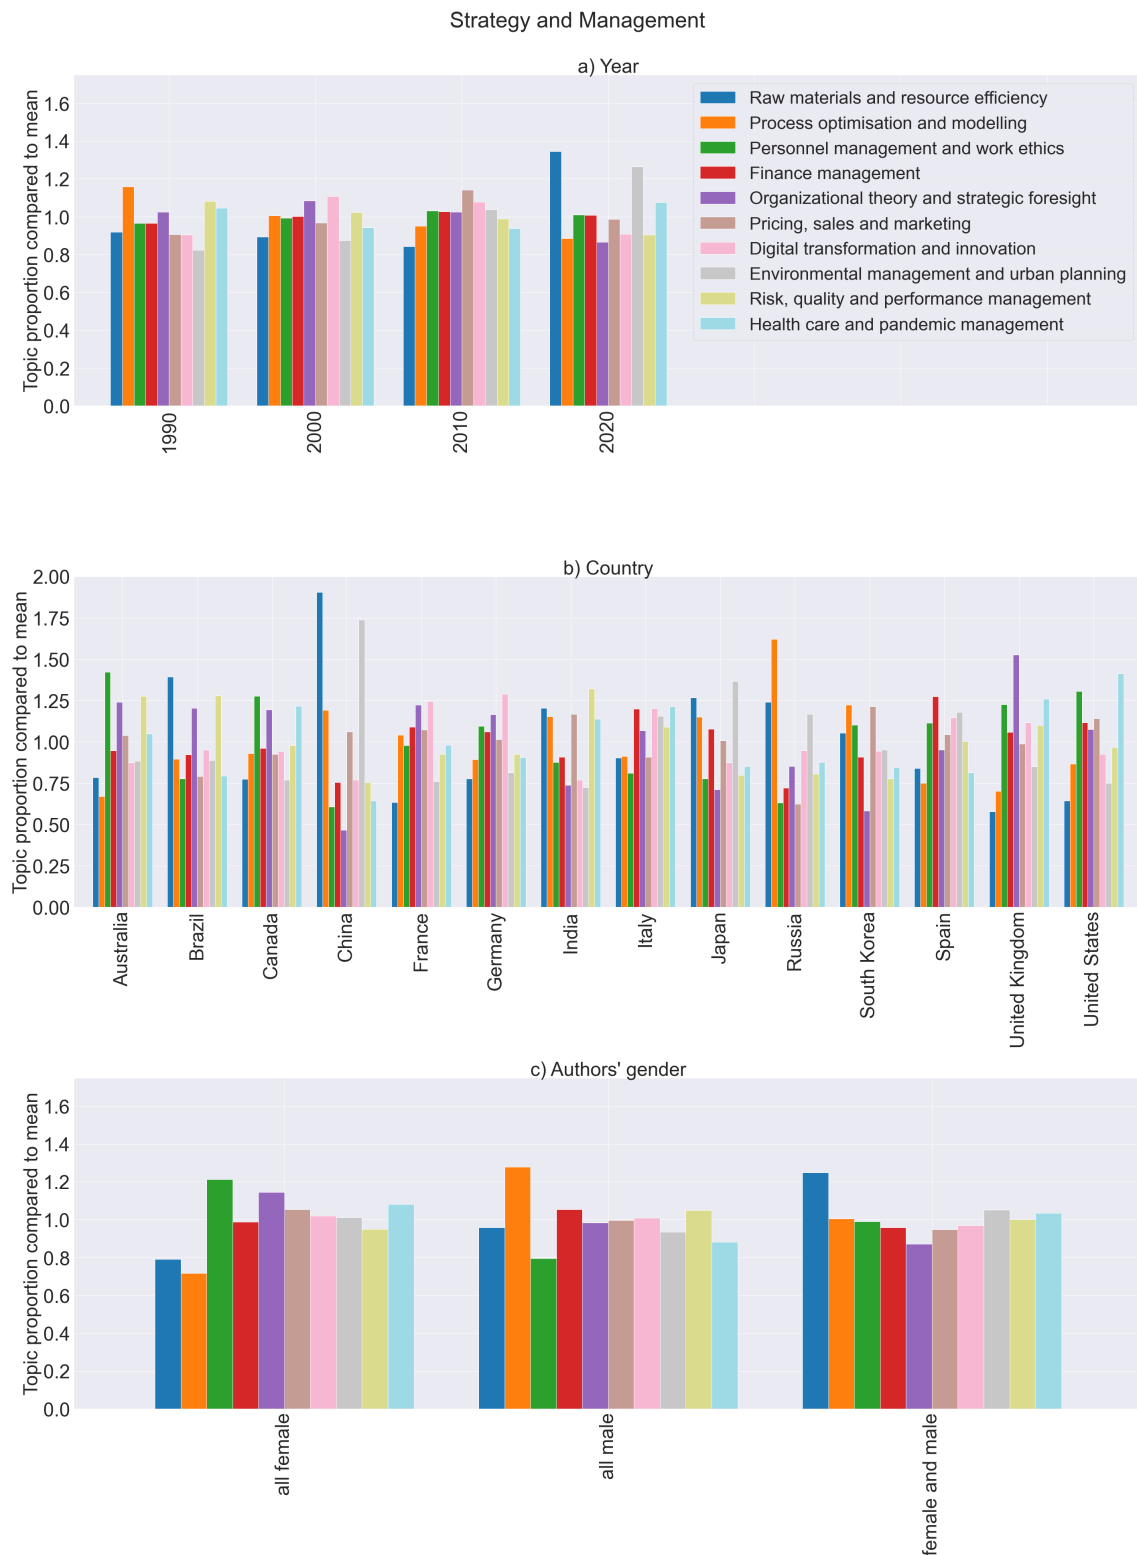 Strategy and Management
a) Year
Topic proportion compared to mean
1.6
1.4
1.2
1.0
0.8
0.6
0.4
0.2
0.0
Raw materials and resource efficiency
Process optimisation and modelling
Personnel management and work ethics
Finance management
Organizational theory and strategic foresight
Pricing, sales and marketing
Digital transformation and innovation
Environmental management and urban planning
Risk, quality and performance management
Health care and pandemic management
1990
2000
2010
2020
b) Country
Topic proportion compared to mean
2.00
1.75
1.50
1.25
1.00
0.75
0.50
0.25
0.00
Australia
Brazil
Canada
China
France
Germany
India
Italy
Japan
Russia
South Korea
Spain
United Kingdom
United States
c) Authors' gender
Topic proportion compared to mean
1.6
1.4
1.2
1.0
0.8
0.6
0.4
0.2
0.0
all female
all male
female and male